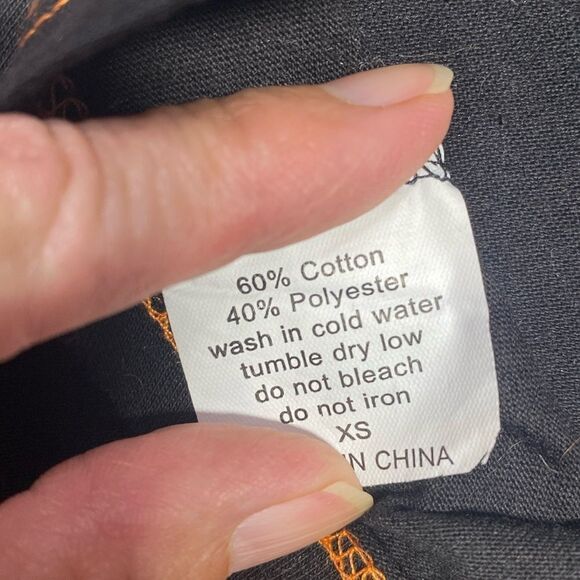 60% Cotton
40% Polyester
wash in cold water
tumble dry low
do not bleach
do not iron
XS
CHINA